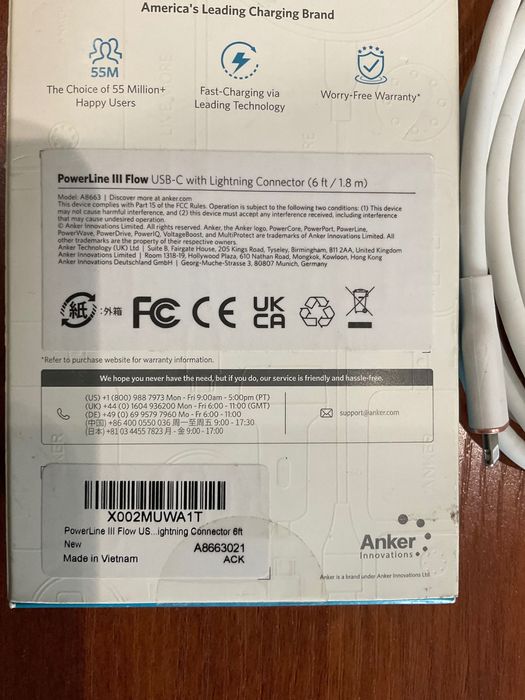 America's Leading Charging Brand
55M
The Choice of 55 Million+
Happy Users
Fast-Charging via
Leading Technology
Worry-Free Warranty*
PowerLine III Flow USB-C with Lightning Connector (6 ft / 1.8 m)
Model: A8663 | Discover more at anker.com
This device complies with Part 15 of the FCC Rules. Operation is subject to the following two conditions: (1) This device
may not cause harmful interference, and (2) this device must accept any interference received, including interference
that may cause undesired operation.
© Anker Innovations Limited. All rights reserved. Anker, the Anker logo, PowerCore, PowerPort, PowerLine,
PowerWave, PowerDrive, PowerIQ, VoltageBoost, and MultiProtect are trademarks of Anker Innovations Limited. All
other trademarks are the property of their respective owners.
Anker Technology (UK) Ltd | Suite B, Fairgate House, 205 Kings Road, Tyseley, Birmingham, B11 2AA, United Kingdom
Anker Innovations Limited | Room 1318-19, Hollywood Plaza, 610 Nathan Road, Mongkok, Kowloon, Hong Kong
Anker Innovations Deutschland GmbH | Georg-Muche-Strasse 3, 80807 Munich, Germany
紙 :外箱 FC CE UK CA
*Refer to purchase website for warranty information.
We hope you never have the need, but if you do, our service is friendly and hassle-free.
(US) +1 (800) 988 7973 Mon - Fri 9:00am - 5:00pm (PT)
(UK) +44 (0) 1604 936200 Mon - Fri 6:00 - 11:00 (GMT)
(DE) +49 (0) 69 9579 7960 Mo - Fri 6:00 - 11:00
(中国) +86 400 0550 036 周一至周五 9:00 - 17:30
(日本) +81 03 4455 7823 月 - 金 9:00 - 17:00
support@anker.com
X002MUWA1T
PowerLine III Flow US...ightning Connector 6ft
New
A8663021
Made in Vietnam
ACK
Anker
Innovations
Anker is a brand under Anker Innovations Ltd.